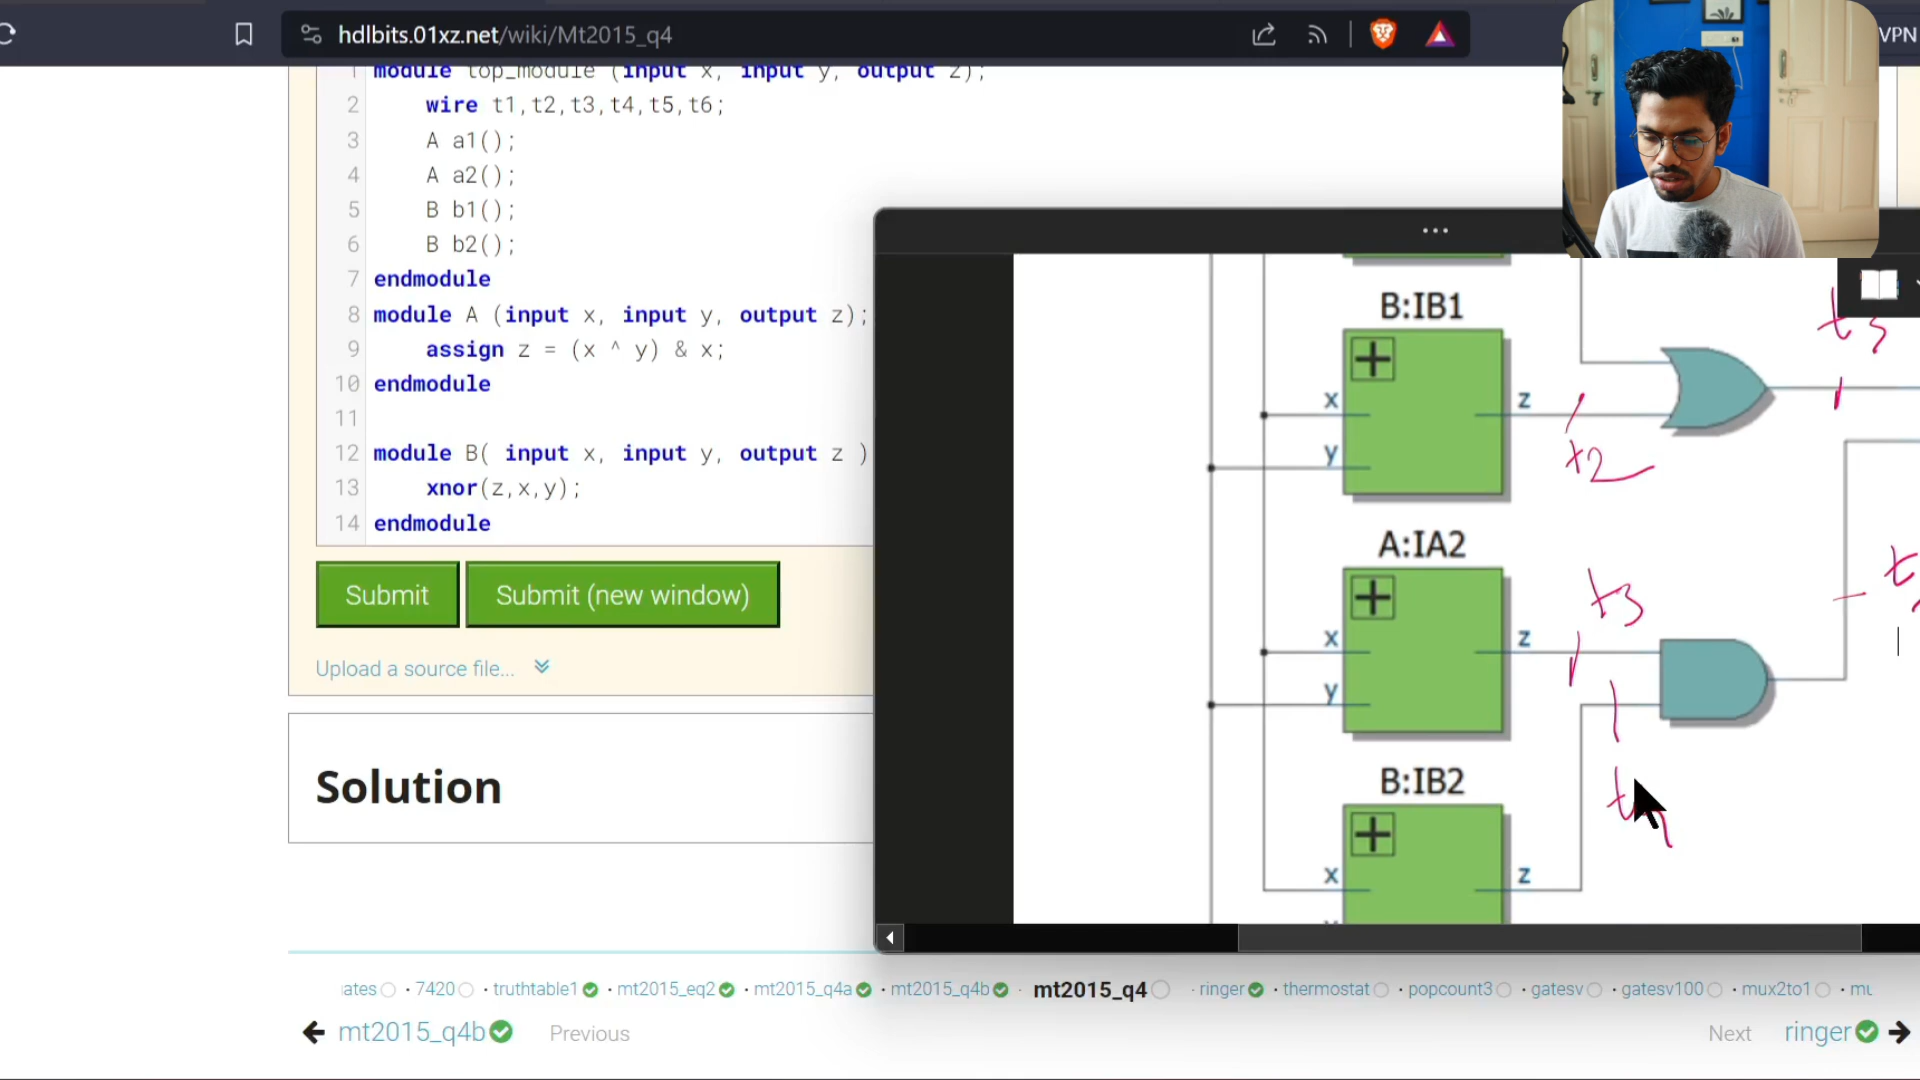 hdlbits.01xz.net/wiki/Mt2015_q4
VPN
1 module top_module (input x, input y, output z);
2 wire t1,t2,t3,t4,t5,t6;
3 A a1();
4 A a2();
5 B b1();
6 B b2();
7 endmodule
8 module A (input x, input y, output z);
9 assign z = (x ^ y) & x;
10 endmodule
11
12 module B( input x, input y, output z )
13 xnor(z,x,y);
14 endmodule
Submit
Submit (new window)
Upload a source file...
Solution
B:IB1
x
y
z
t2
A:IA2
x
y
z
t3
B:IB2
x
z
ates · 7420 · truthtable1 · mt2015_eq2 · mt2015_q4a · mt2015_q4b · mt2015_q4 · ringer · thermostat · popcount3 · gatesv · gatesv100 · mux2to1 · mu
mt2015_q4b Previous
Next ringer